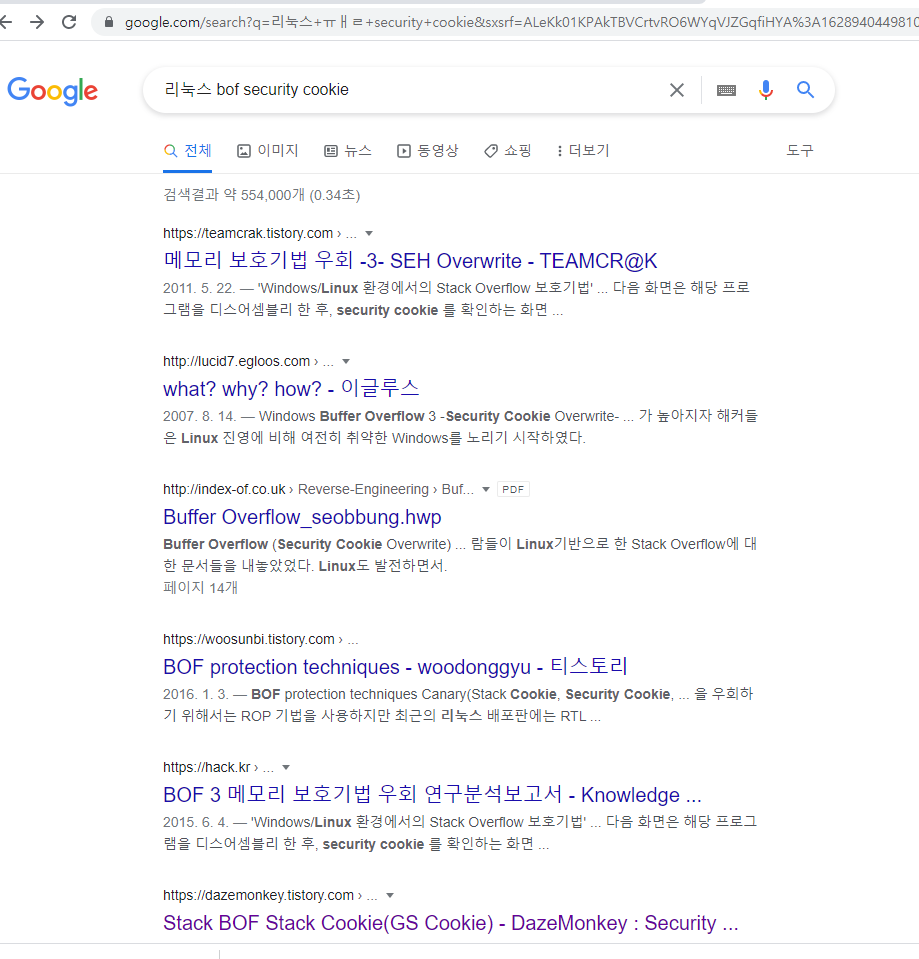 google.com/search?q=리눅스+ㅠㅐㄹ+security+cookie&sxsrf=ALeKk01KPAkTBVCrtvRO6WYqVJZGqfiHYA%3A1628940449810
Google
리눅스 bof security cookie
전체 이미지 뉴스 동영상 쇼핑 더보기 도구
검색결과 약 554,000개 (0.34초)
https://teamcrak.tistory.com › ...
메모리 보호기법 우회 -3- SEH Overwrite - TEAMCR@K
2011. 5. 22. — 'Windows/Linux 환경에서의 Stack Overflow 보호기법' ... 다음 화면은 해당 프로
그램을 디스어셈블리 한 후, security cookie 를 확인하는 화면 ...
http://lucid7.egloos.com › ...
what? why? how? - 이글루스
2007. 8. 14. — Windows Buffer Overflow 3 -Security Cookie Overwrite- ... 가 높아지자 해커들
은 Linux 진영에 비해 여전히 취약한 Windows를 노리기 시작하였다.
http://index-of.co.uk › Reverse-Engineering › Buf... PDF
Buffer Overflow_seobbung.hwp
Buffer Overflow (Security Cookie Overwrite) ... 람들이 Linux기반으로 한 Stack Overflow에 대
한 문서들을 내놓았었다. Linux도 발전하면서.
페이지 14개
https://woosunbi.tistory.com › ...
BOF protection techniques - woodonggyu - 티스토리
2016. 1. 3. — BOF protection techniques Canary(Stack Cookie, Security Cookie, ... 을 우회하
기 위해서는 ROP 기법을 사용하지만 최근의 리눅스 배포판에는 RTL ...
https://hack.kr › ...
BOF 3 메모리 보호기법 우회 연구분석보고서 - Knowledge ...
2015. 6. 4. — 'Windows/Linux 환경에서의 Stack Overflow 보호기법' ... 다음 화면은 해당 프로그
램을 디스어셈블리 한 후, security cookie 를 확인하는 화면 ...
https://dazemonkey.tistory.com › ...
Stack BOF Stack Cookie(GS Cookie) - DazeMonkey : Security ...